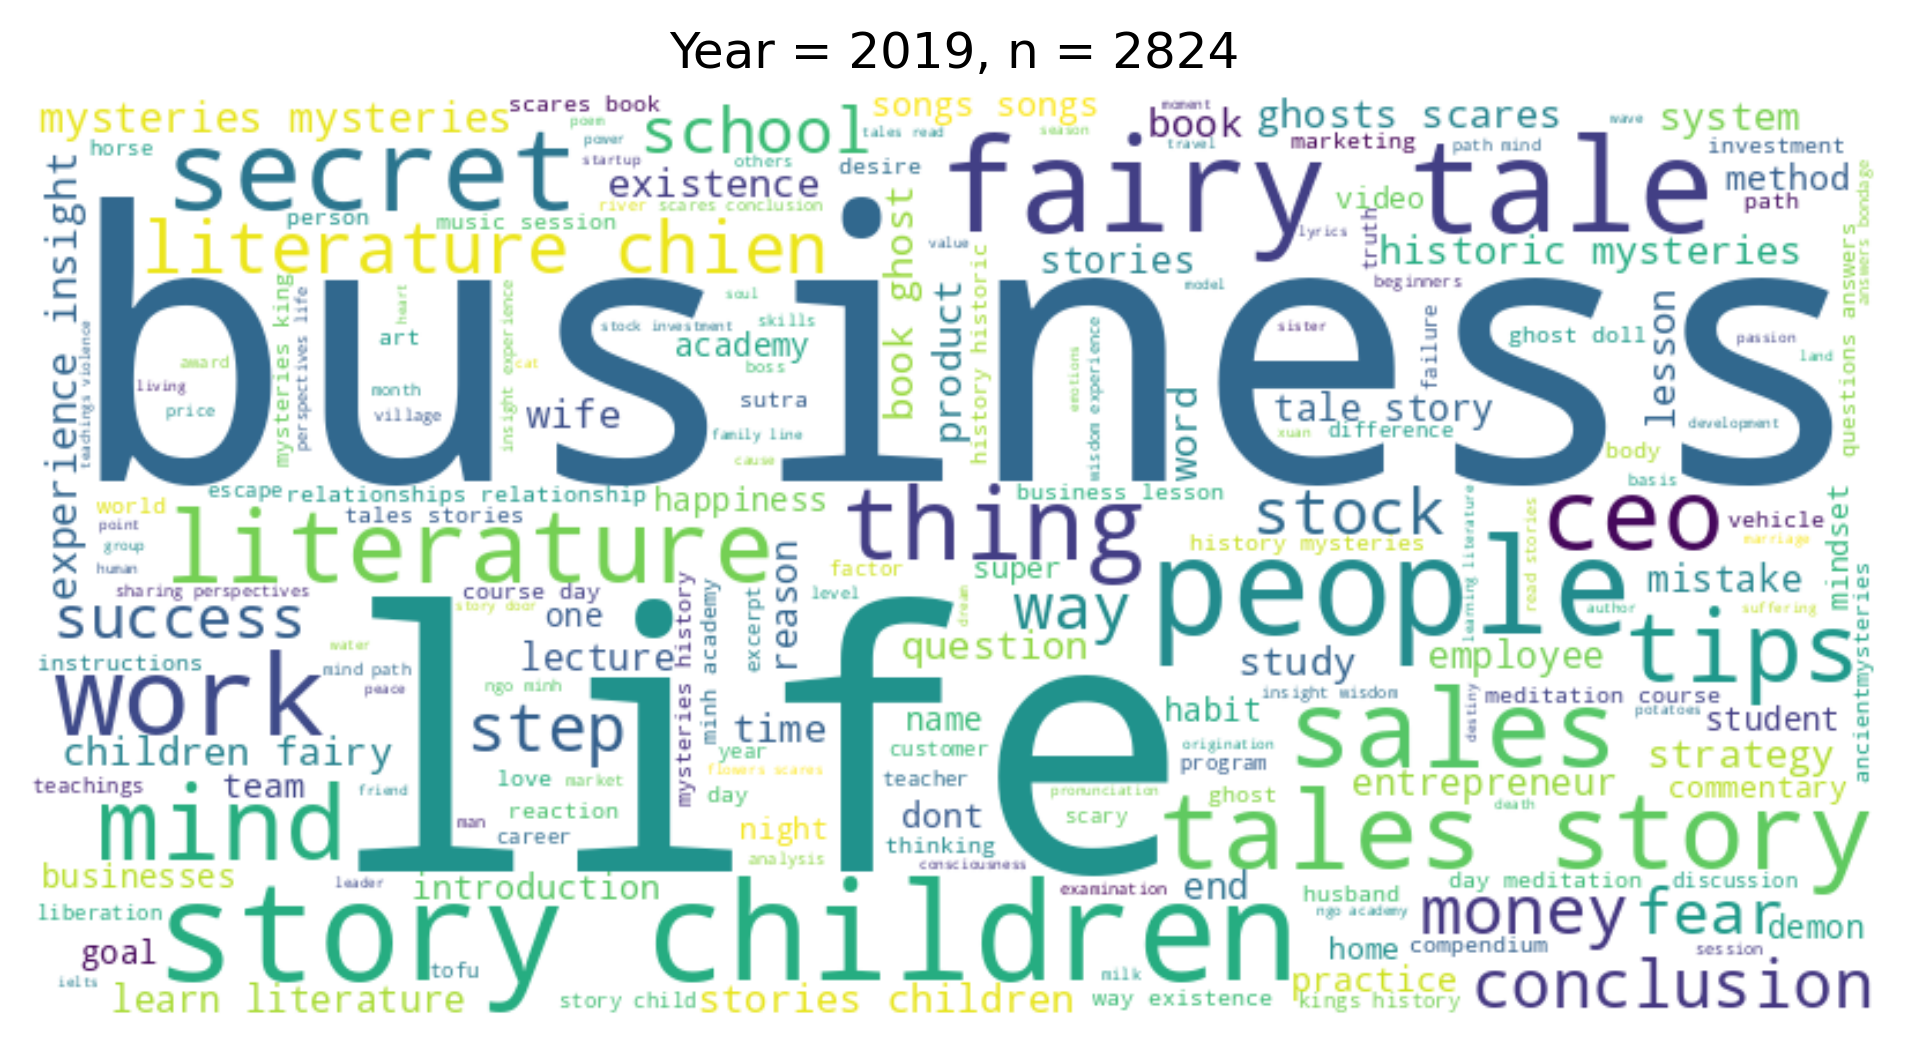 Year = 2019, n = 2824
mysteries mysteries
scares book
songs songs
moment
book
ghosts scares
wave
system
horse
secret
poem
power
startup
school
tales read
season
travel
marketing
path mind
investment
others
desire
existence
fairy tale
method
path
video
person
music session
river
scares conclusion
literature chien
value
lyrics
truth
historic mysteries
experience insight
business
book ghost
stories
model
beginners
answers bondage
questions answers
mysteries king
perspectives life
heart
insight experience
soul
skills
stock investment
academy
boss
product
history historic
emotions
wisdom experience
sister
failure
ghost doll
lesson
passion
land
teachings violence
award
living
price
art
month
village
cat
wife
sutra
family line
cause
word
tale story
xuan
difference
development
body
basis
escape
relationships relationship
happiness
business lesson
world
point
group
human
tales stories
literature
thing
stock
history mysteries
ceo
vehicle
marriage
mindset
sharing perspectives
course day
story door
one
reason
factor
level
super
dream
way
people
learning literature
read stories
author
mistake
suffering
success
life
water
lecture
mysteries history
minh academy
excerpt
question
study
employee
tips
ancientmysteries
instructions
mind path
peace
work
ngo minh
step
time
year
name
customer
habit
insight wisdom
origination
program
sales
destiny
meditation course
potatoes
student
children fairy
teachings
team
friend
love
market
flowers scares
day
teacher
pronunciation
ghost
entrepreneur
strategy
commentary
death
mind
man
reaction
career
night
analysis
dont
thinking
consciousness
scary
tales story
businesses
leader
introduction
examination
end
husband
day meditation
discussion
liberation
story children
ngo academy
money
fear
demon
goal
ielts
tofu
milk
home
compendium
session
learn literature
story child
stories children
way existence
practice
kings history
conclusion